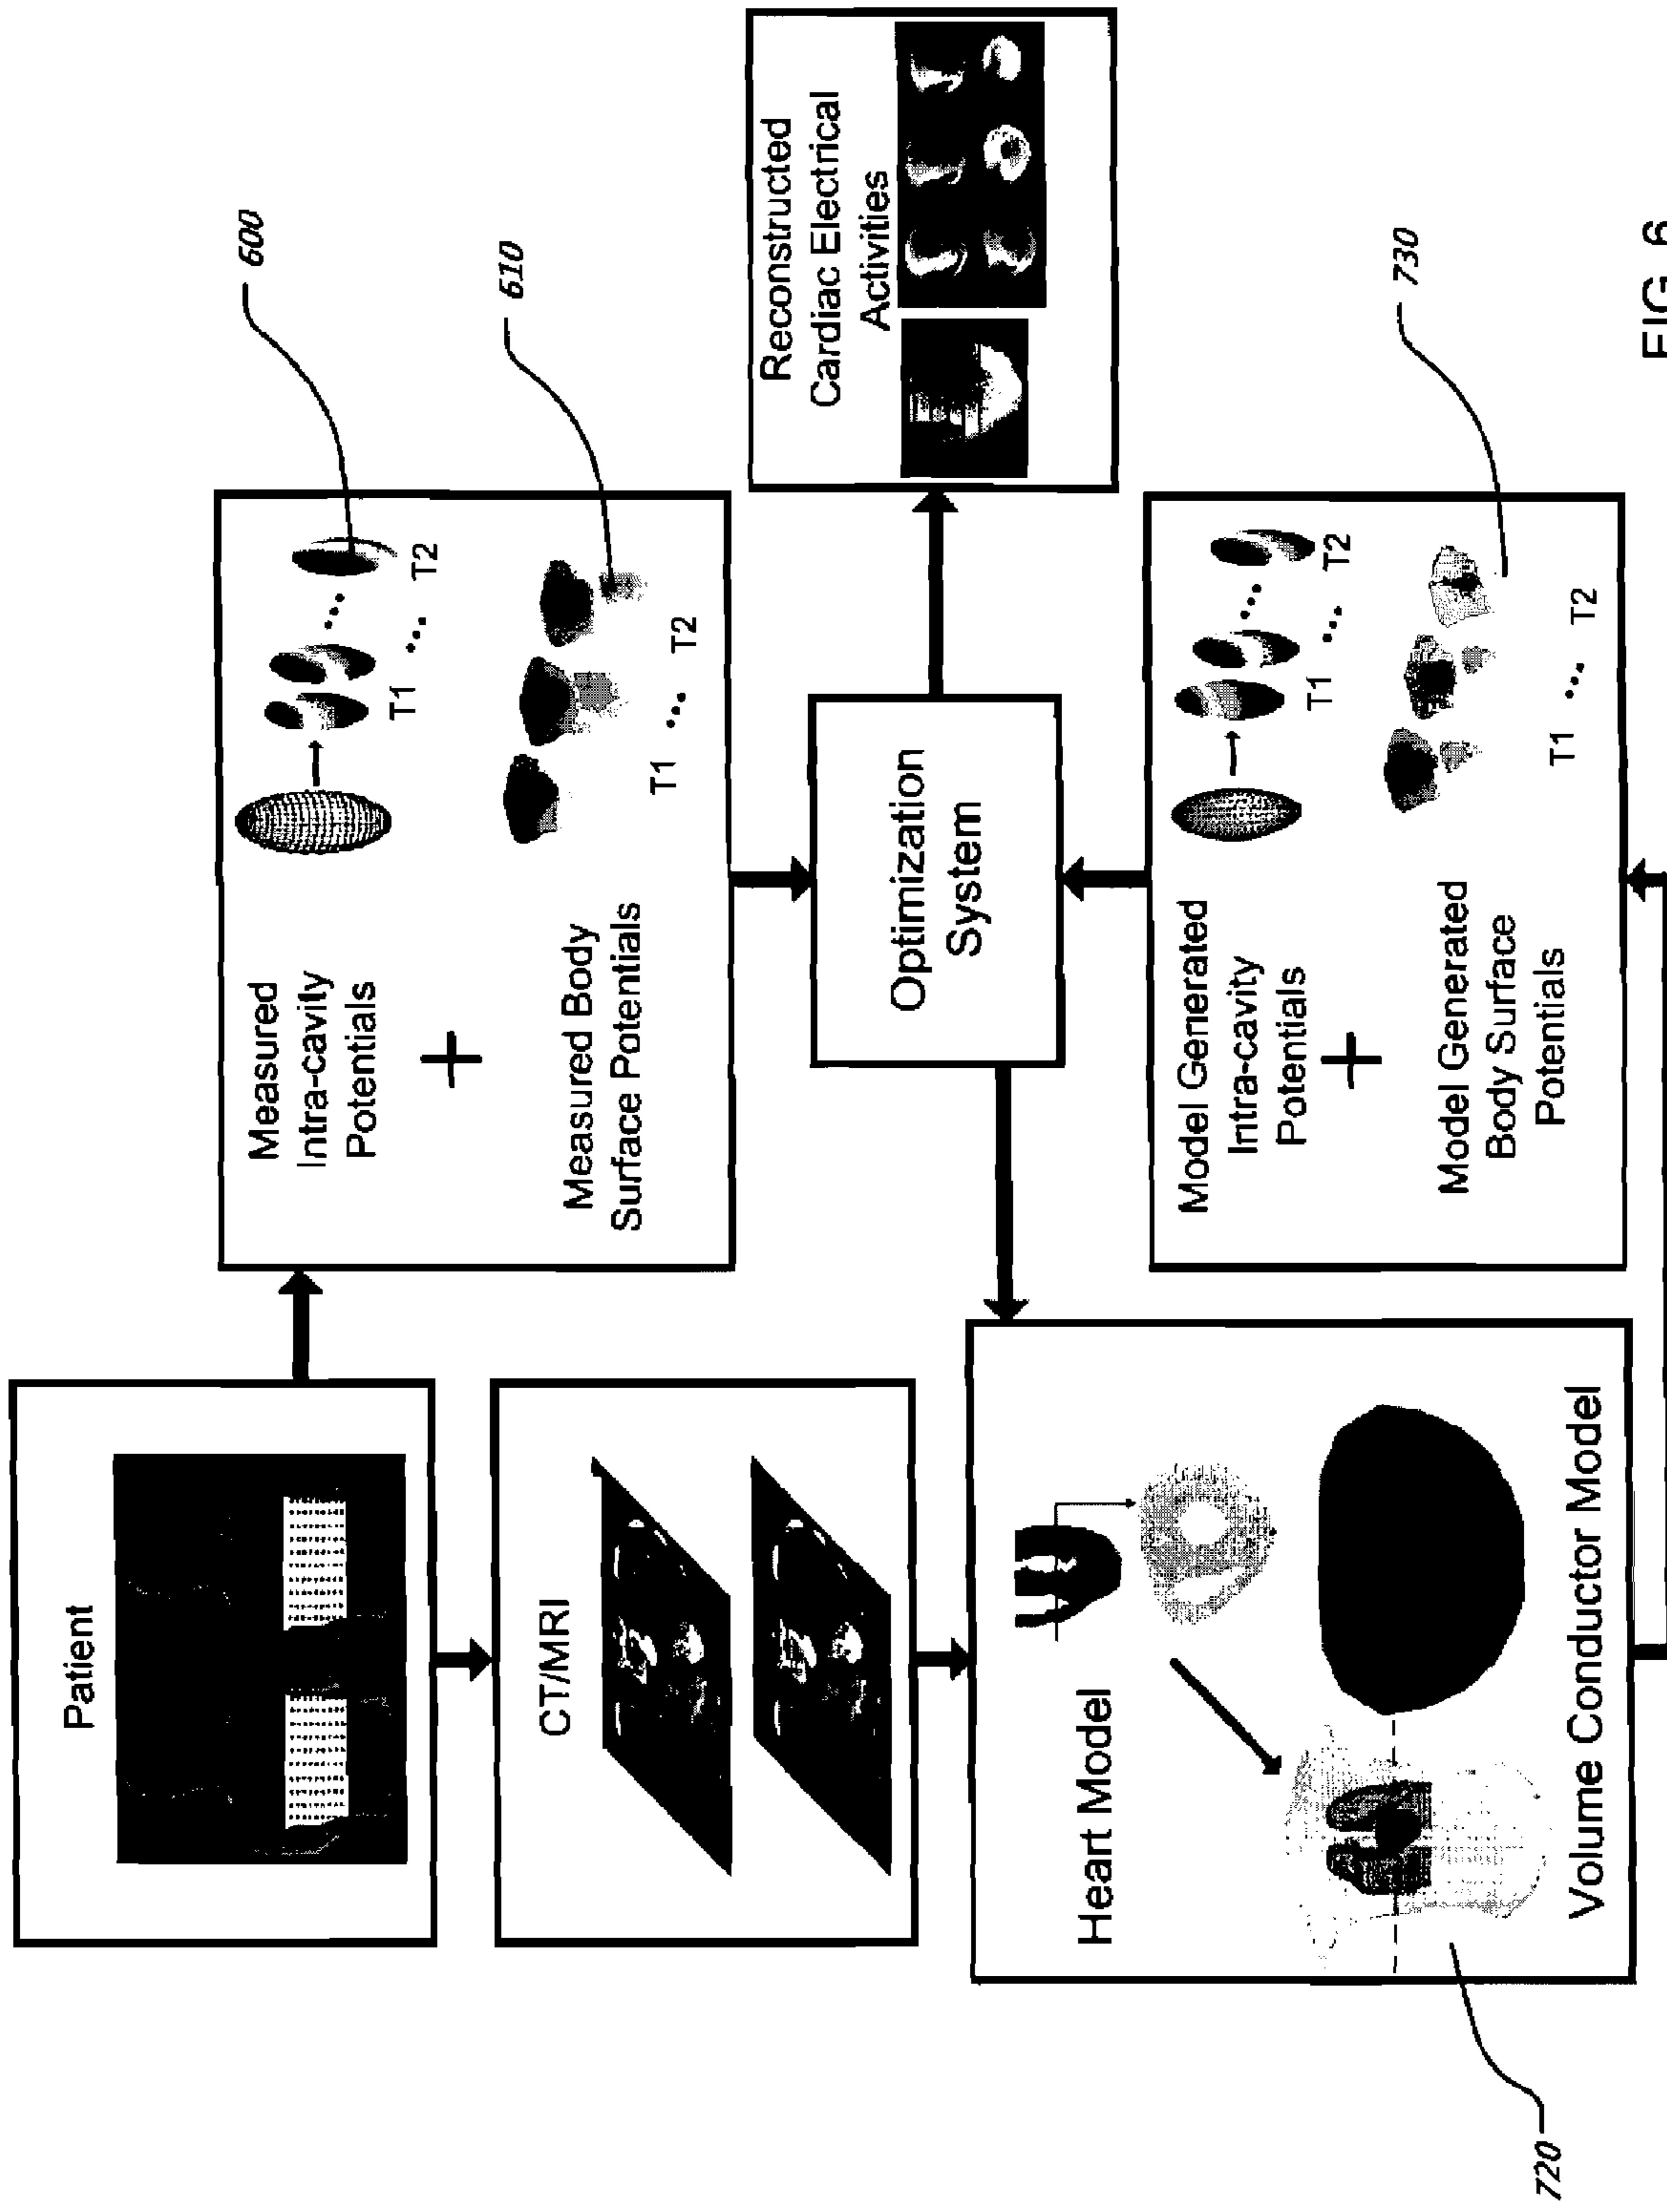 Patient
CT/MRI
Heart Model
Volume Conductor Model
720
Measured
Intra-cavity
Potentials
+
Measured Body
Surface Potentials
T1
...
T2
T1
...
T2
600
610
Optimization
System
Model Generated
Intra-cavity
Potentials
+
Model Generated
Body Surface
Potentials
T1
...
T2
T1
...
T2
730
Reconstructed
Cardiac Electrical
Activities
FIG. 6